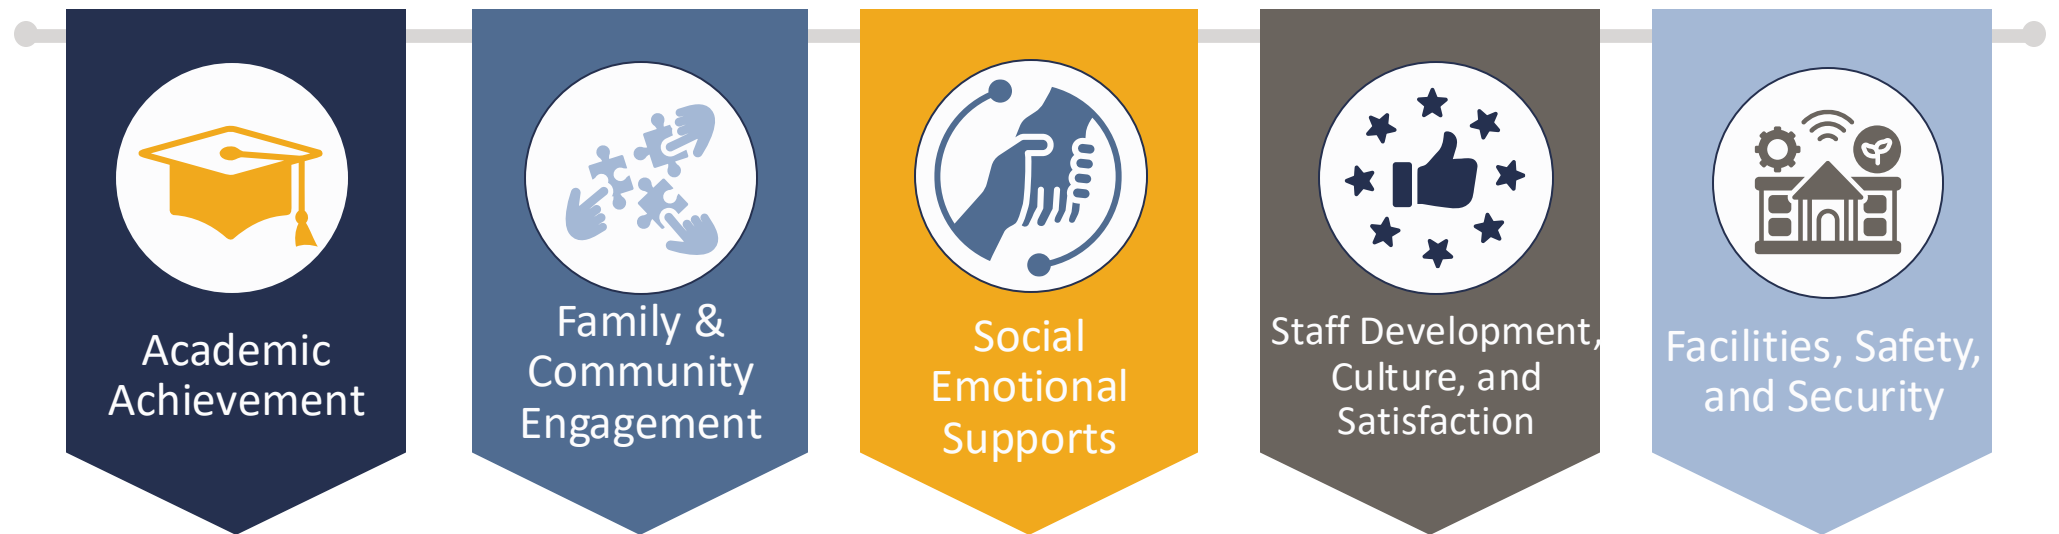 Academic
Achievement
Family &
Community
Engagement
Social
Emotional
Supports
Staff Development,
Culture, and
Satisfaction
Facilities, Safety,
and Security